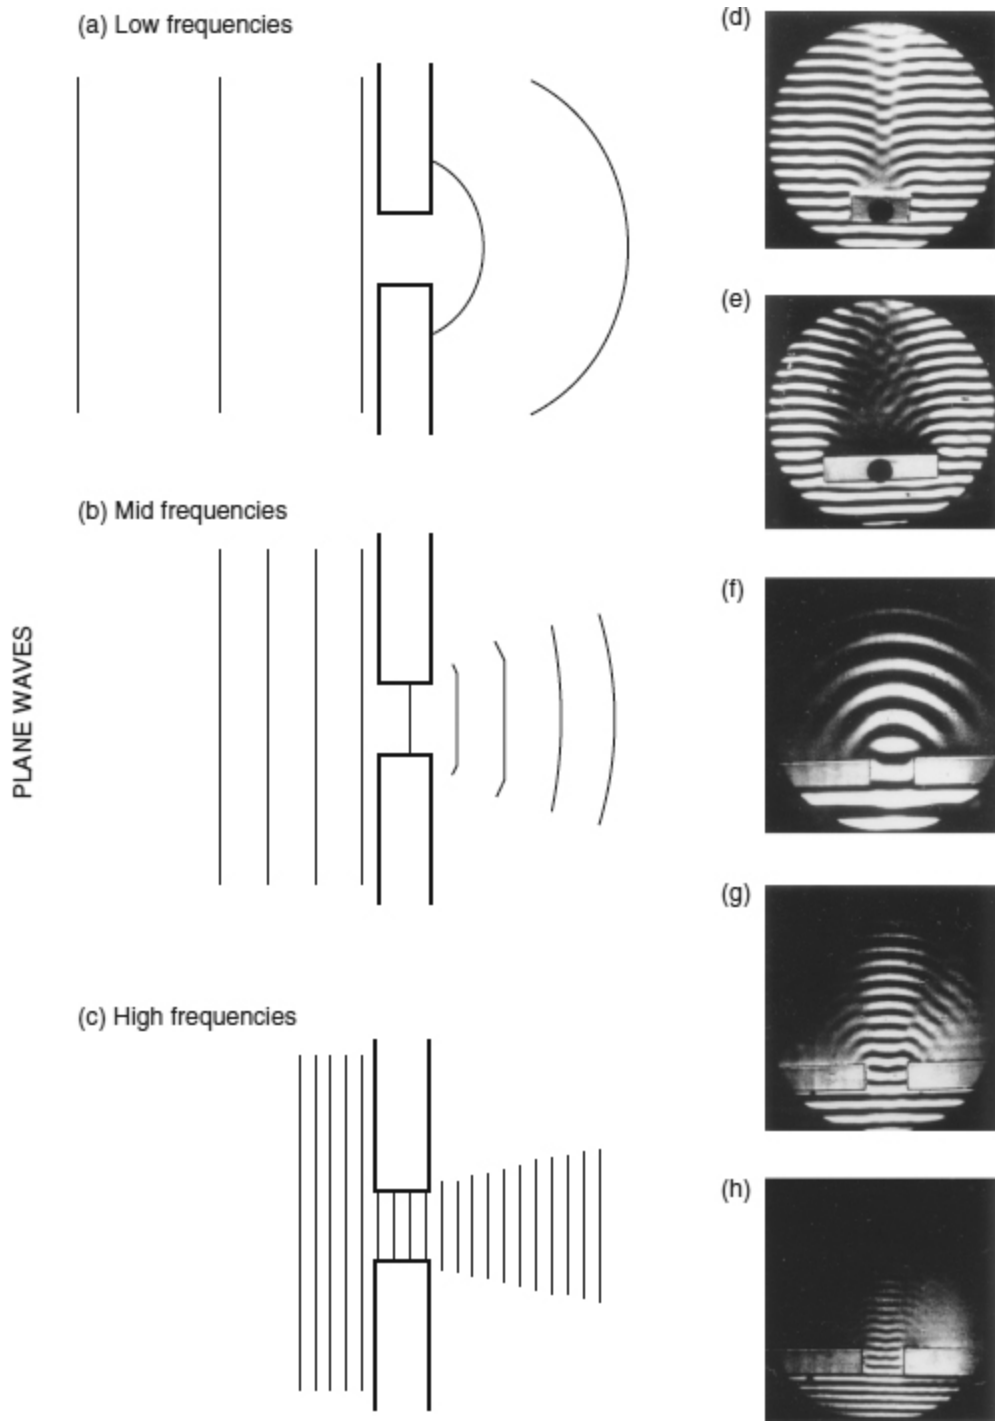 (a) Low frequencies
(d)
(e)
(b) Mid frequencies
(f)
PLANE WAVES
(g)
(c) High frequencies
(h)